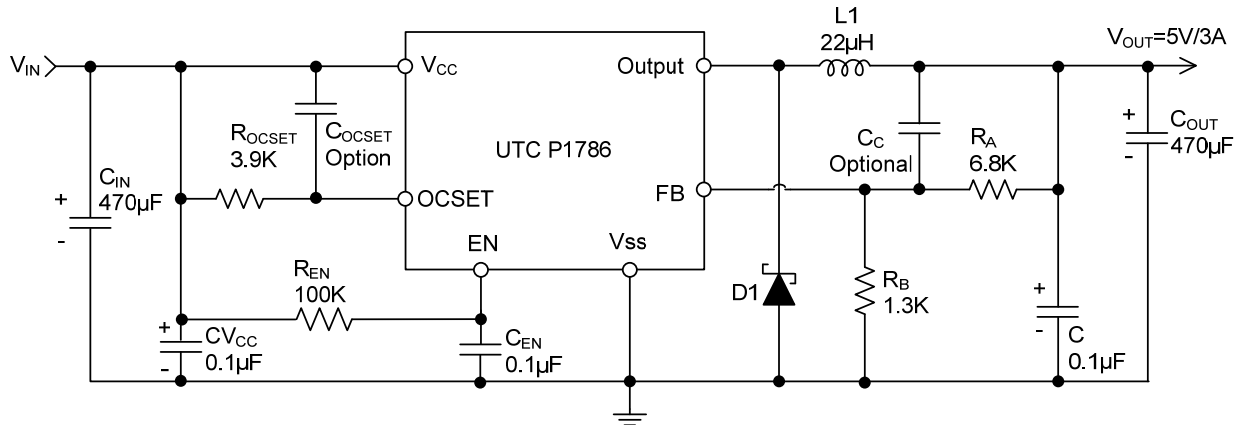 L1
22µH
VOUT=5V/3A
VIN
VCC
Output
ROCSET
3.9K
COCSET
Option
UTC P1786
CC
Optional
RA
6.8K
COUT
+
-
470µF
CIN
+
-
470µF
OCSET
FB
EN
Vss
REN
100K
D1
RB
1.3K
+
-
CVCC
0.1µF
+
-
CEN
0.1µF
+
-
C
0.1µF